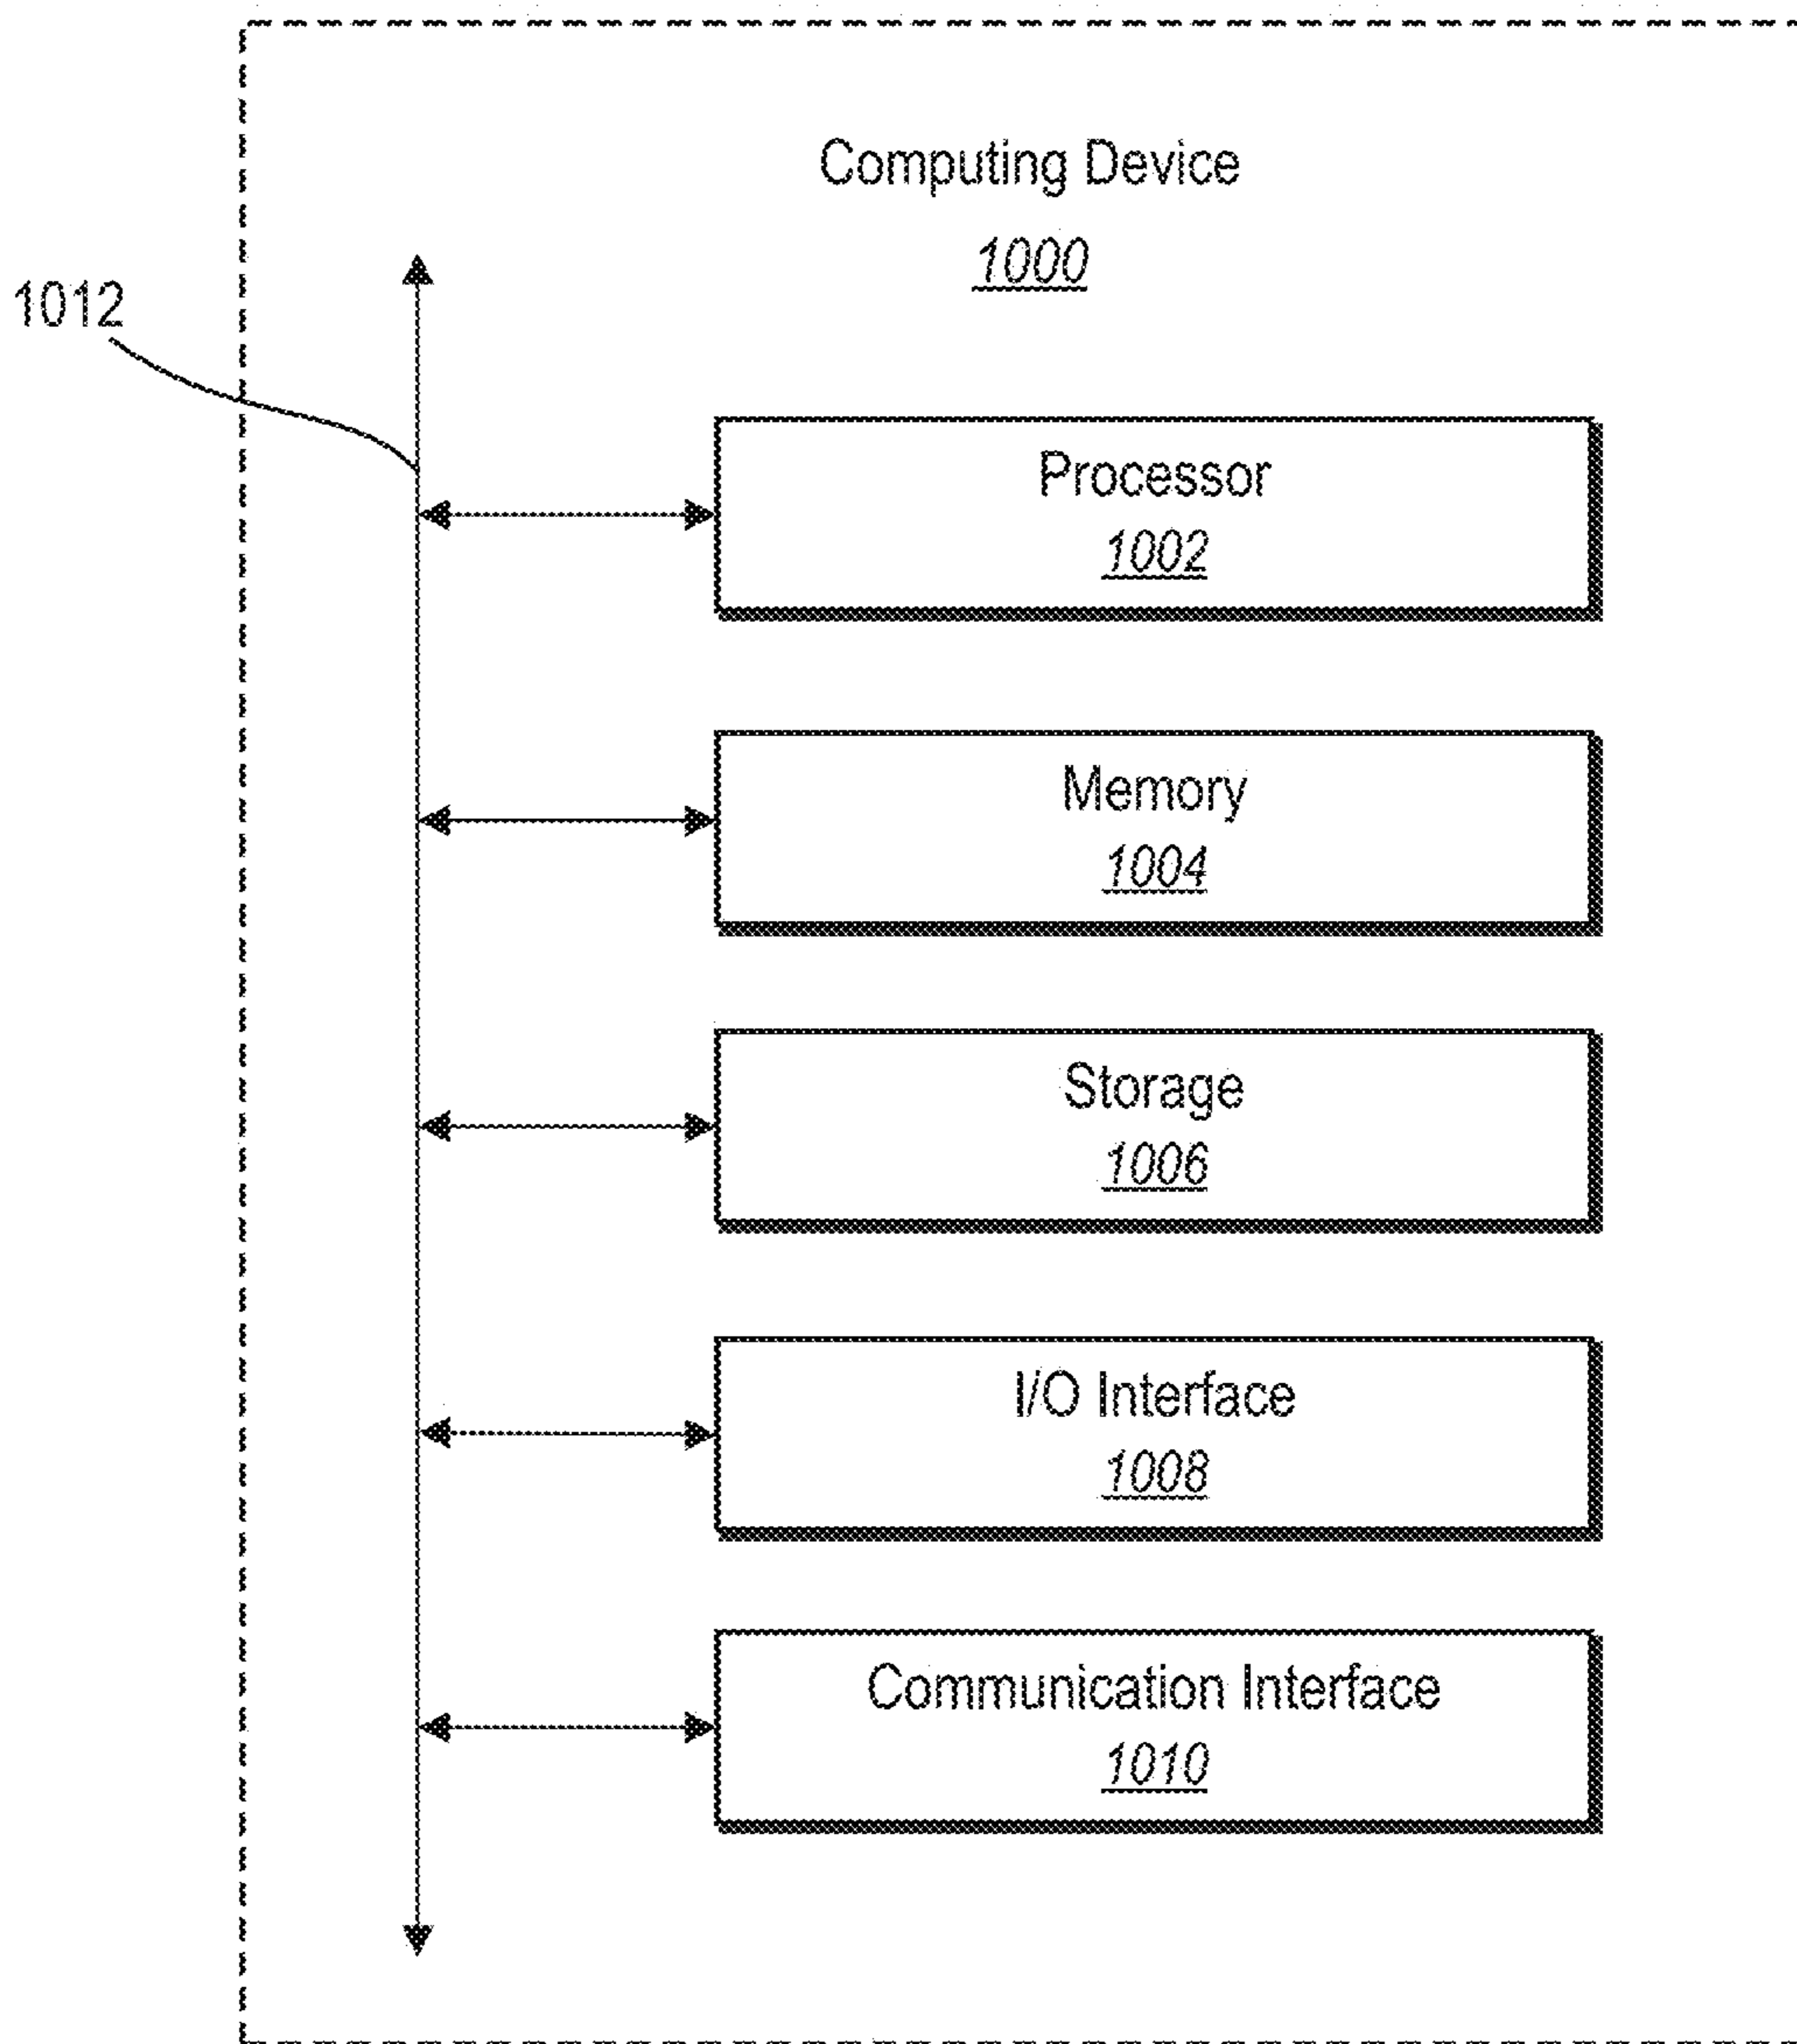 Computing Device
1000
1012
Processor
1002
Memory
1004
Storage
1006
I/O Interface
1008
Communication Interface
1010